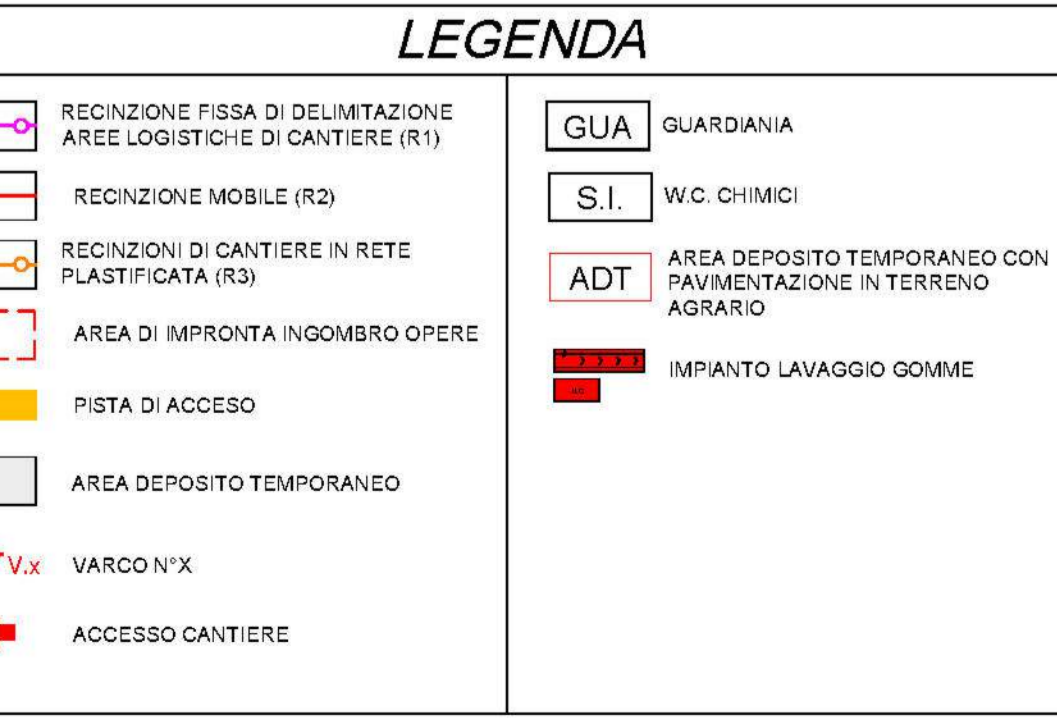 LEGENDA
RECINZIONE FISSA DI DELIMITAZIONE
AREE LOGISTICHE DI CANTIERE (R1)
RECINZIONE MOBILE (R2)
RECINZIONI DI CANTIERE IN RETE
PLASTIFICATA (R3)
AREA DI IMPRONTA INGOMBRO OPERE
PISTA DI ACCESO
AREA DEPOSITO TEMPORANEO
V.x VARCO N°X
ACCESSO CANTIERE
GUA GUARDIANIA
S.I. W.C. CHIMICI
ADT AREA DEPOSITO TEMPORANEO CON
PAVIMENTAZIONE IN TERRENO
AGRARIO
IMPIANTO LAVAGGIO GOMME